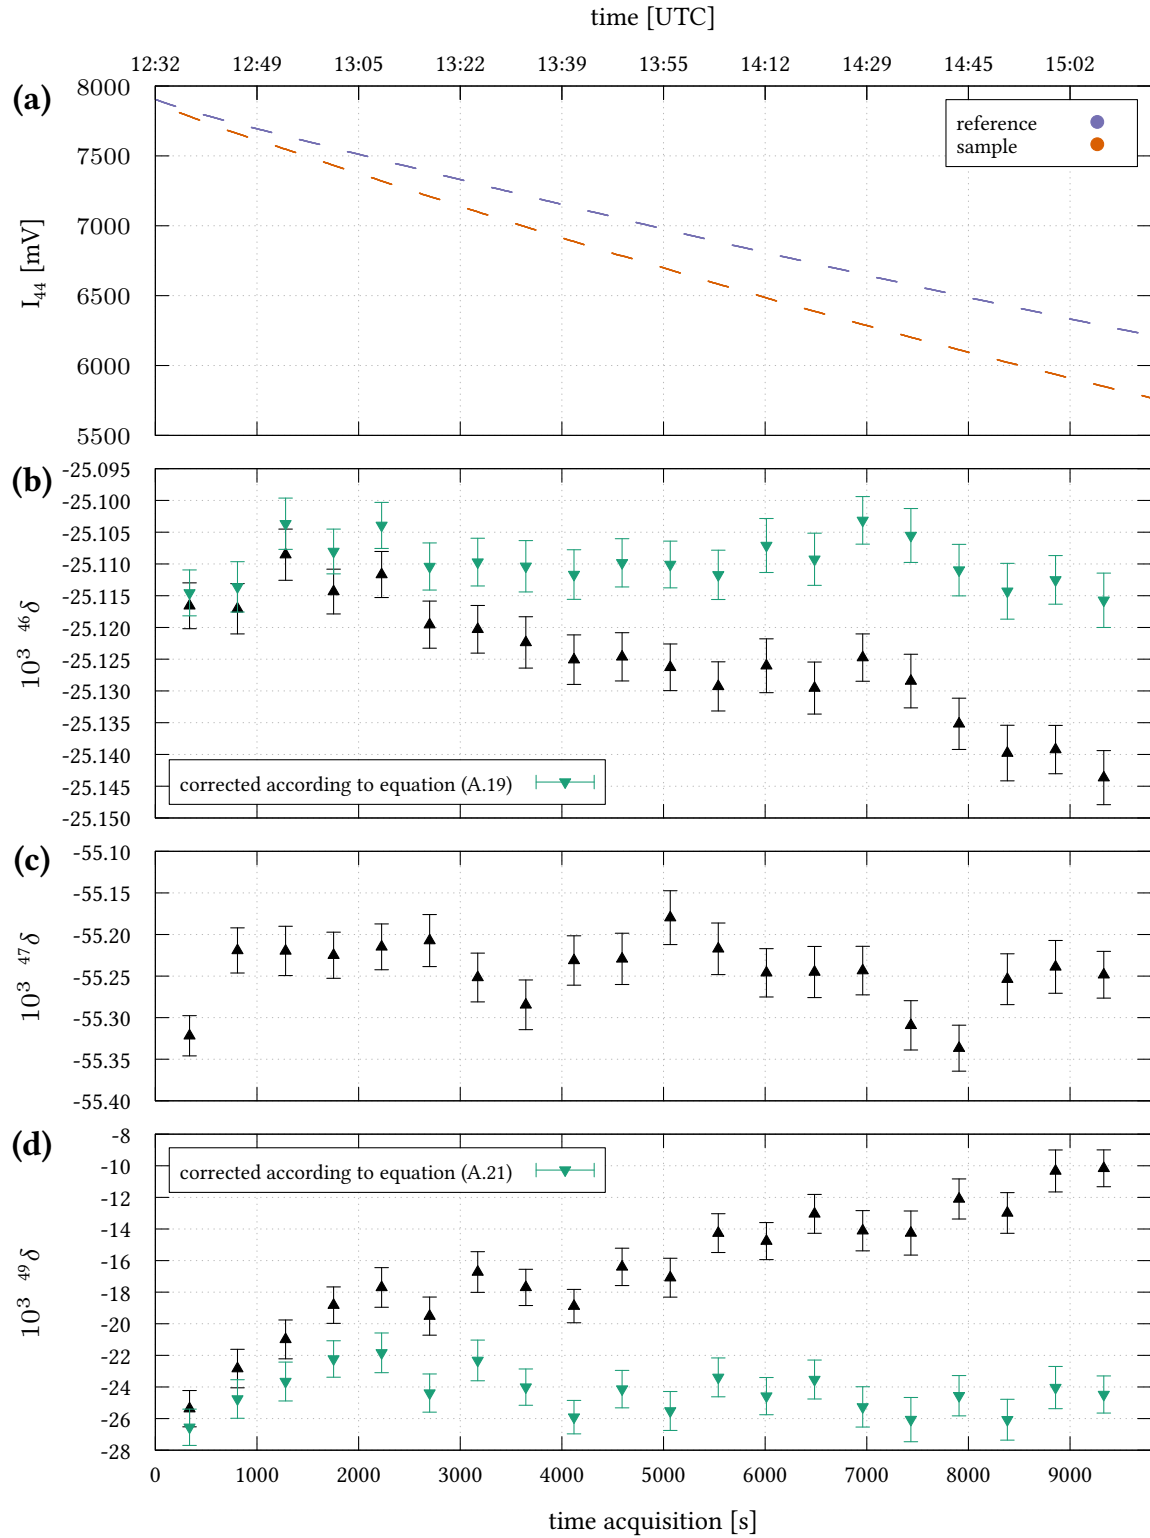 time [UTC]
12:32 12:49 13:05 13:22 13:39 13:55 14:12 14:29 14:45 15:02
(a)
8000
7500
7000
6500
6000
5500
I₄₄ [mV]
reference
sample
(b)
-25.095
-25.100
-25.105
-25.110
-25.115
-25.120
-25.125
-25.130
-25.135
-25.140
-25.145
-25.150
10³ ⁴⁶δ
corrected according to equation (A.19)
(c)
-55.10
-55.15
-55.20
-55.25
-55.30
-55.35
-55.40
10³ ⁴⁷δ
(d)
-8
-10
-12
-14
-16
-18
-20
-22
-24
-26
-28
10³ ⁴⁹δ
corrected according to equation (A.21)
0 1000 2000 3000 4000 5000 6000 7000 8000 9000
time acquisition [s]